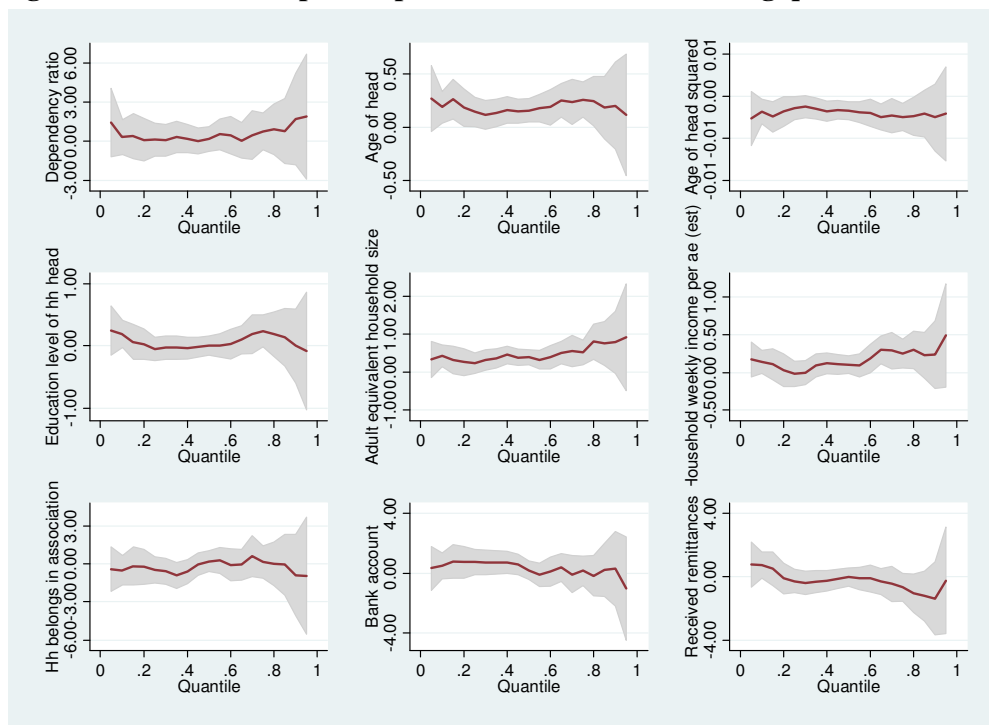 Dependency ratio
-3.00 0.00 3.00 6.00
0 .2 .4 .6 .8 1
Quantile
Age of head
-0.50 0.00 0.50
0 .2 .4 .6 .8 1
Quantile
Age of head squared
-0.01 -0.01 0.00 0.01
0 .2 .4 .6 .8 1
Quantile
Education level of hh head
-1.00 0.00 1.00
0 .2 .4 .6 .8 1
Quantile
Adult equivalent household size
-1.00 0.00 1.00 2.00
0 .2 .4 .6 .8 1
Quantile
weekly income per ae (est)
-0.50 0.00 0.50 1.00
0 .2 .4 .6 .8 1
Quantile
Hh belongs in association
-6.00 -3.00 0.00 3.00
0 .2 .4 .6 .8 1
Quantile
Bank account
-4.00 0.00 4.00
0 .2 .4 .6 .8 1
Quantile
Received remittances
-4.00 0.00 4.00
0 .2 .4 .6 .8 1
Quantile